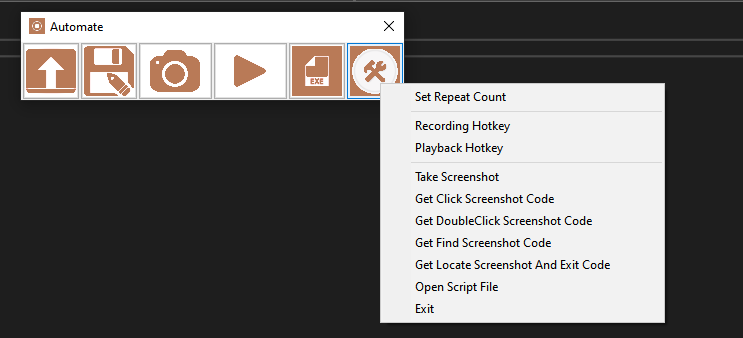 Automate
EXE
Set Repeat Count
Recording Hotkey
Playback Hotkey
Take Screenshot
Get Click Screenshot Code
Get DoubleClick Screenshot Code
Get Find Screenshot Code
Get Locate Screenshot And Exit Code
Open Script File
Exit